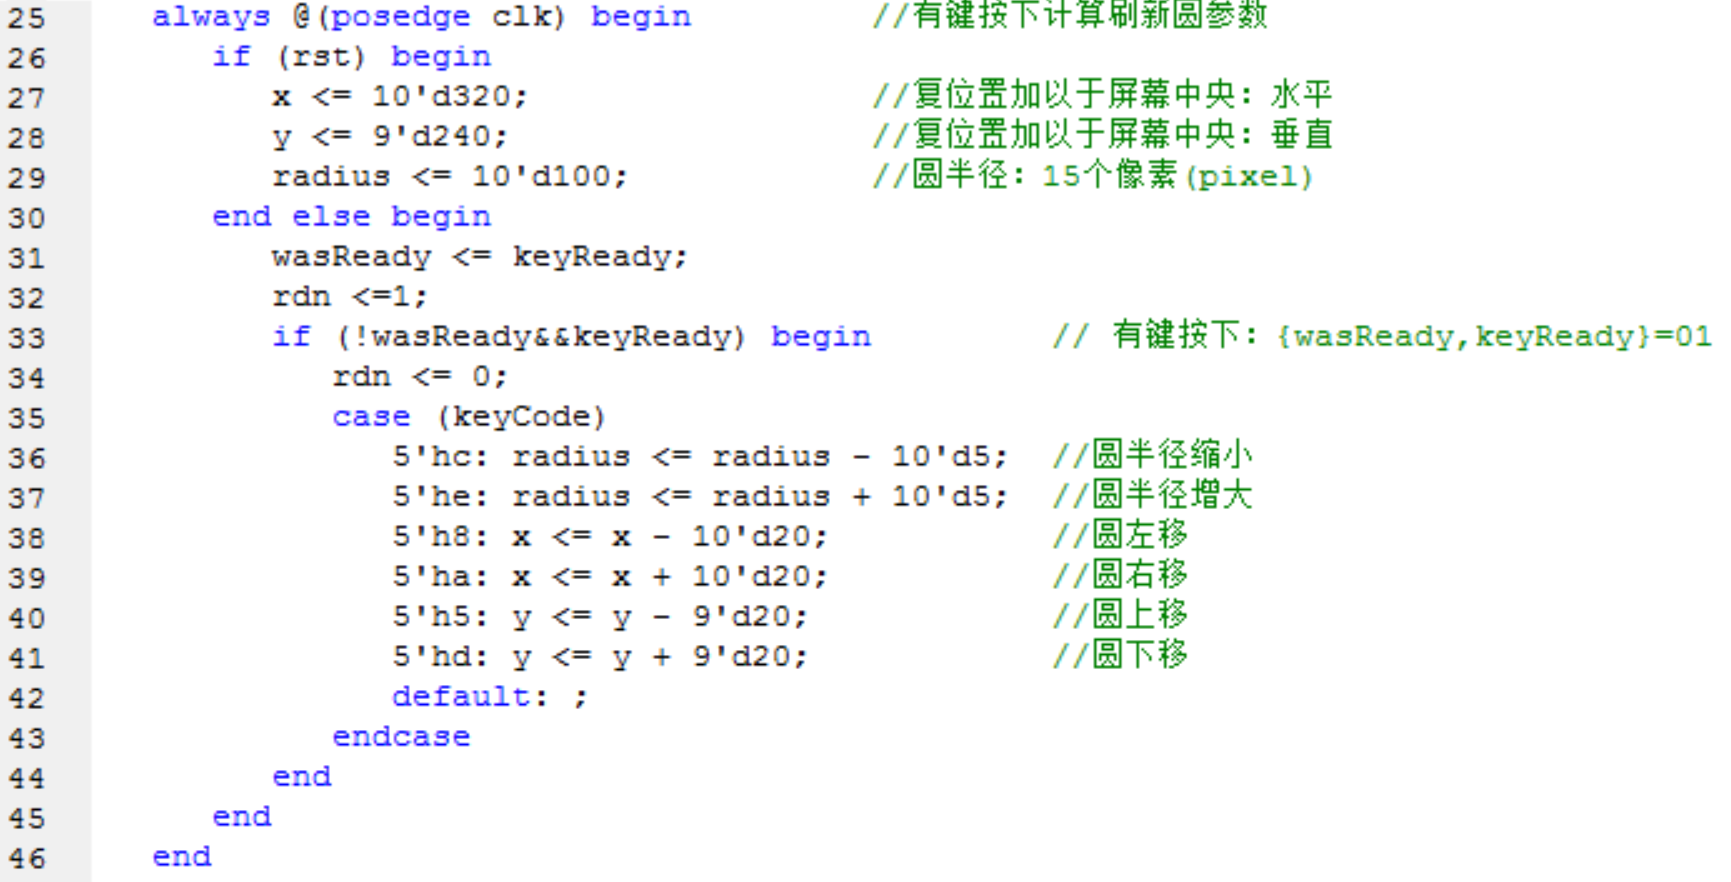 25 always @(posedge clk) begin //有键按下计算刷新圆参数
26 if (rst) begin
27 x <= 10'd320; //复位置加以于屏幕中央：水平
28 y <= 9'd240; //复位置加以于屏幕中央：垂直
29 radius <= 10'd100; //圆半径：15个像素(pixel)
30 end else begin
31 wasReady <= keyReady;
32 rdn <=1;
33 if (!wasReady&&keyReady) begin // 有键按下：{wasReady,keyReady}=01
34 rdn <= 0;
35 case (keyCode)
36 5'hc: radius <= radius - 10'd5; //圆半径缩小
37 5'he: radius <= radius + 10'd5; //圆半径增大
38 5'h8: x <= x - 10'd20; //圆左移
39 5'ha: x <= x + 10'd20; //圆右移
40 5'h5: y <= y - 9'd20; //圆上移
41 5'hd: y <= y + 9'd20; //圆下移
42 default: ;
43 endcase
44 end
45 end
46 end